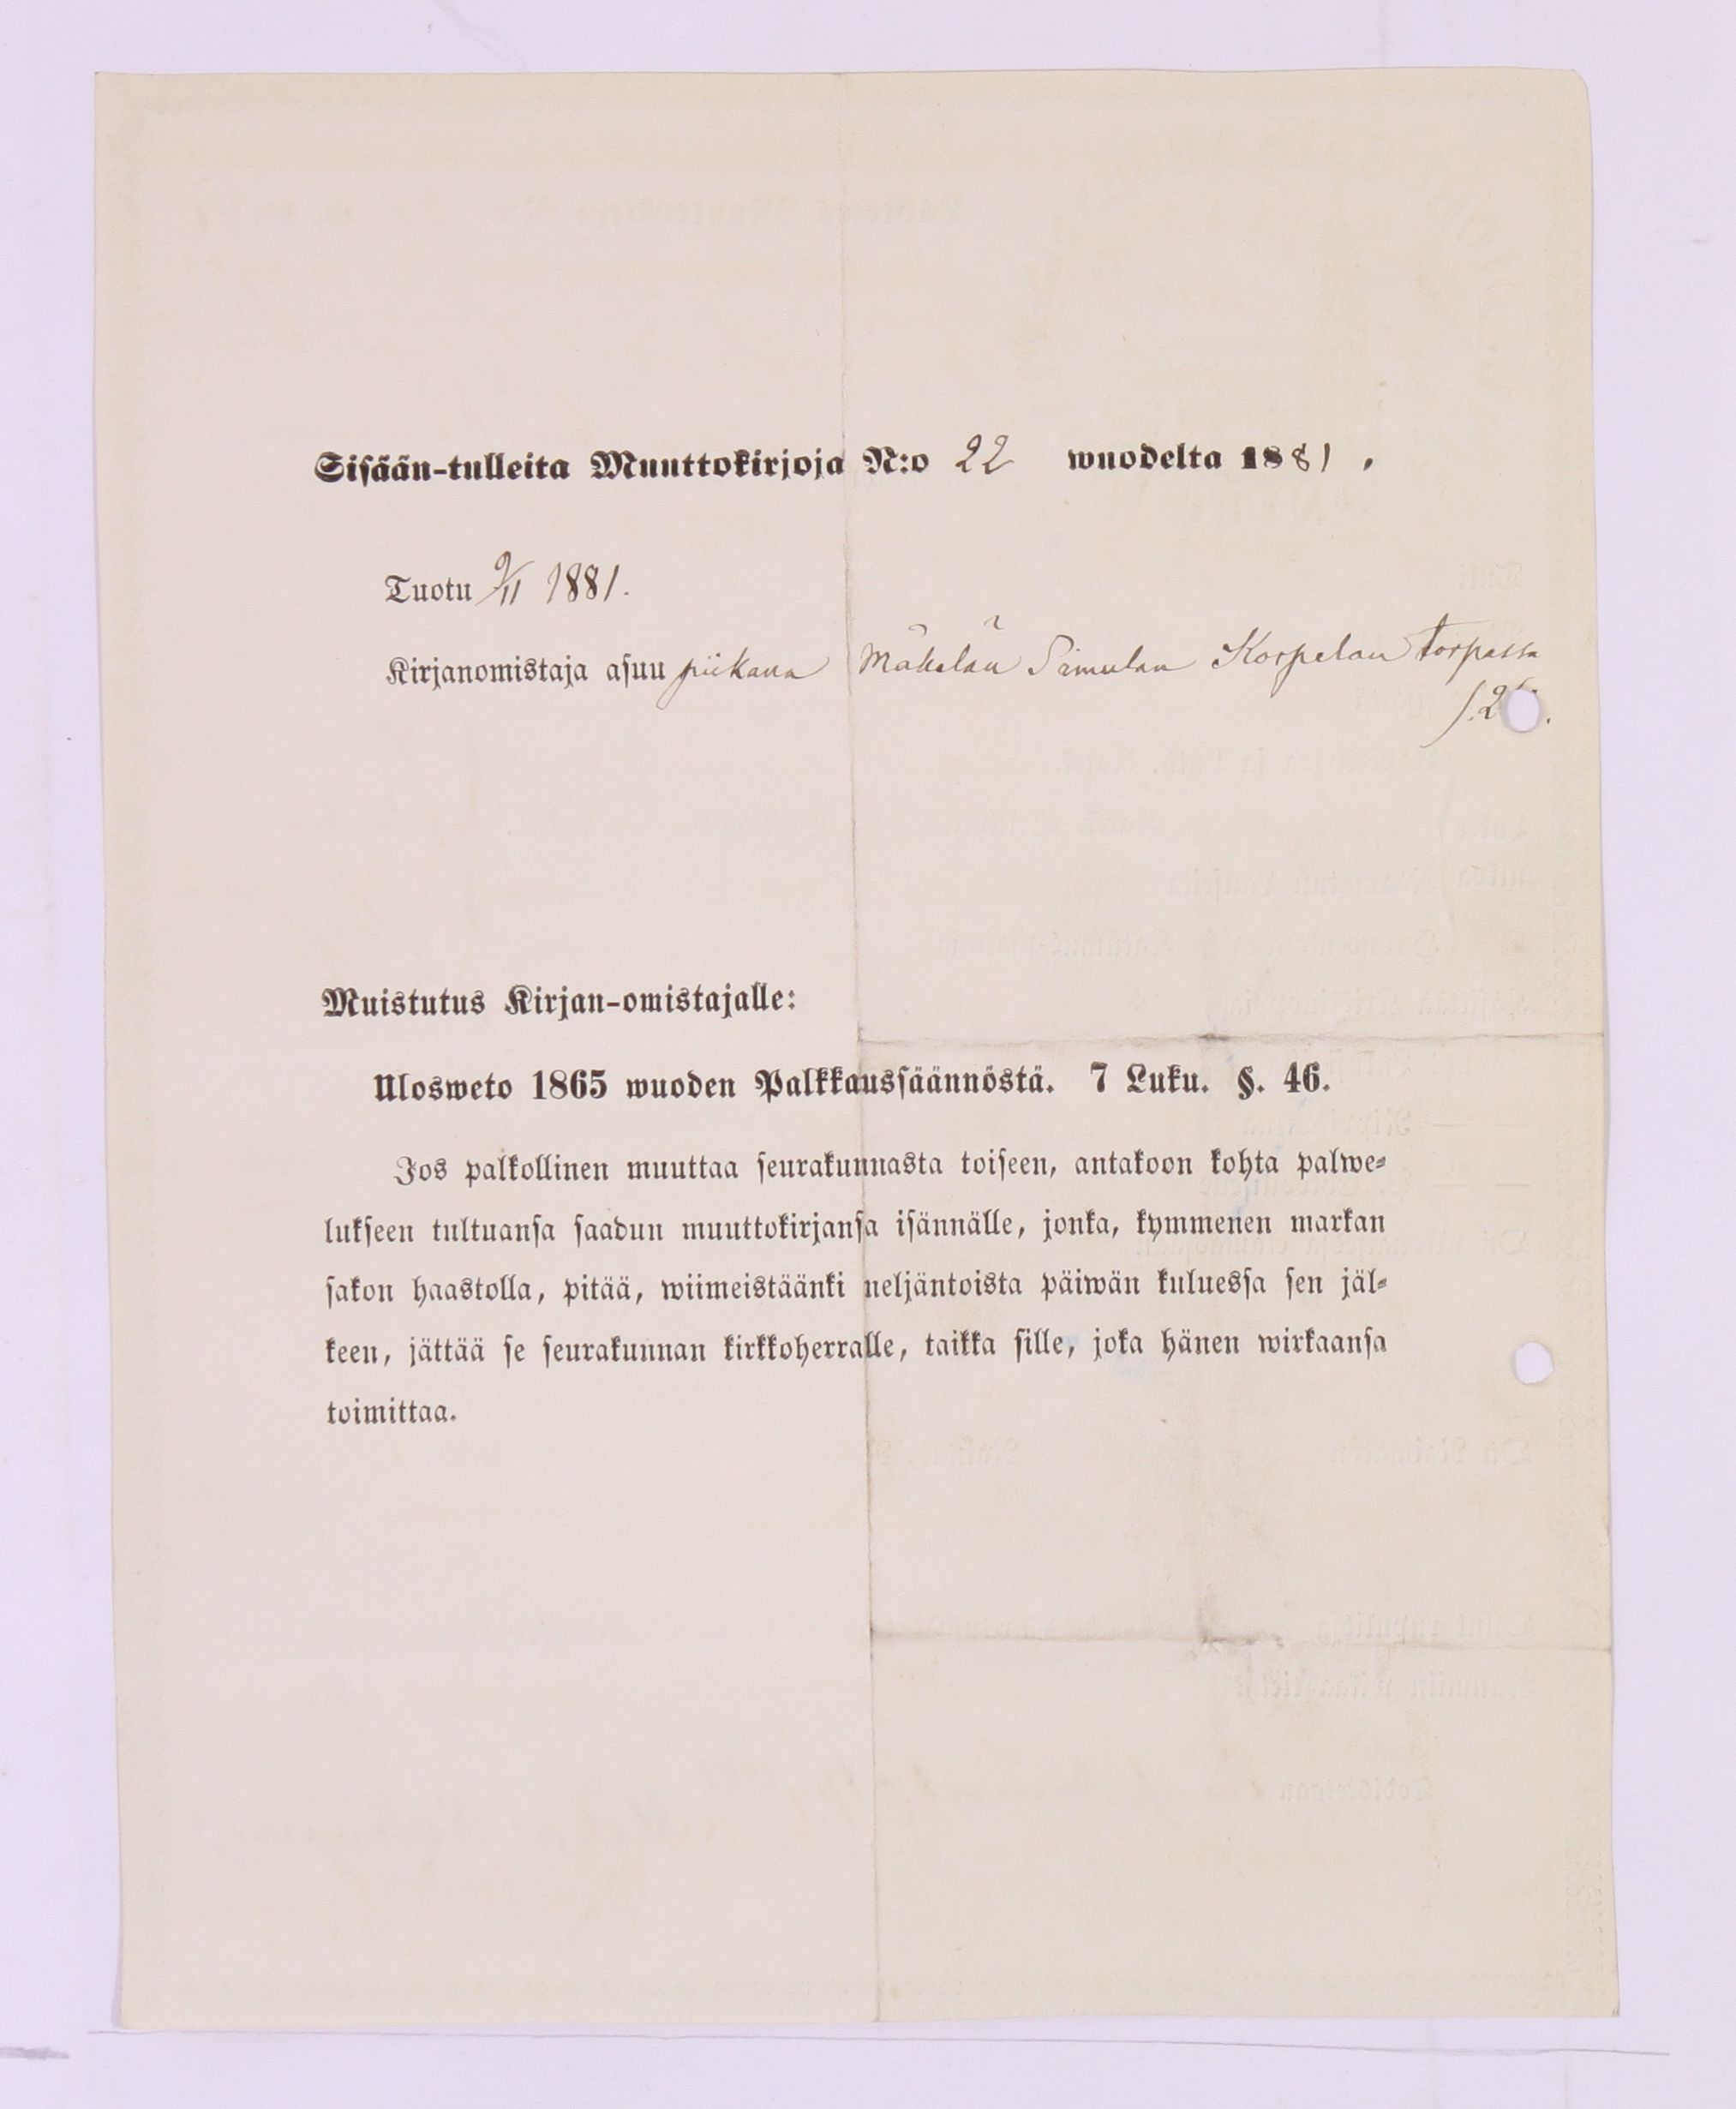 Sisään-tulleita Muuttokirjoja N:o 22 wuodelta 1881.
Tuotu 9/11 1881.
Kirjanomistaja asuu piikana Mäkelän Simulan Korpelan torpassa
Muistutus Kirjan-omistajalle:
Ulosweto 1865 wuoden Palkkaussäännöstä. 7 Luku. §. 46.
Jos palkollinen muuttaa seurakunnasta toiseen, antakoon kohta palwe-
lukseen tultuansa saadun muuttokirjansa isännälle, jonka, kymmenen markan
sakon haastolla, pitää, wiimeistäänki neljäntoista päiwän kuluessa sen jäl-
keen, jättää se seurakunnan kirkkoherralle, taikka sille, joka hänen wirkaansa
toimittaa.